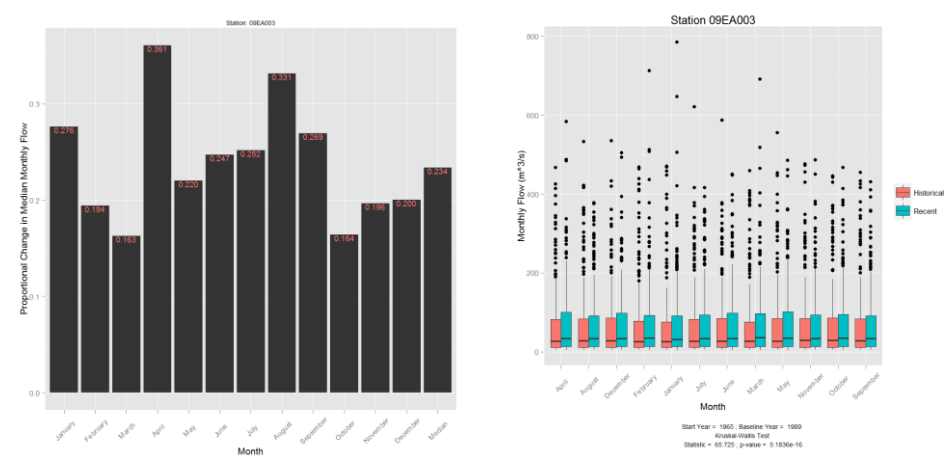 Station: 09EA003
Proportional Change in Median Monthly Flow
0.3
0.2
0.1
0.0
0.276
0.194
0.163
0.361
0.220
0.247
0.252
0.331
0.269
0.164
0.196
0.200
0.234
January
February
March
April
May
June
July
August
September
October
November
December
Median
Month
Station 09EA003
Monthly Flow (m^3/s)
800
600
400
200
0
April
August
December
February
January
July
June
March
May
November
October
September
Month
Historical
Recent
Start Year = 1965 ; Baseline Year = 1989
Kruskal-Wallis Test
Statistic = 65.725 ; p-value = 5.1836e-16